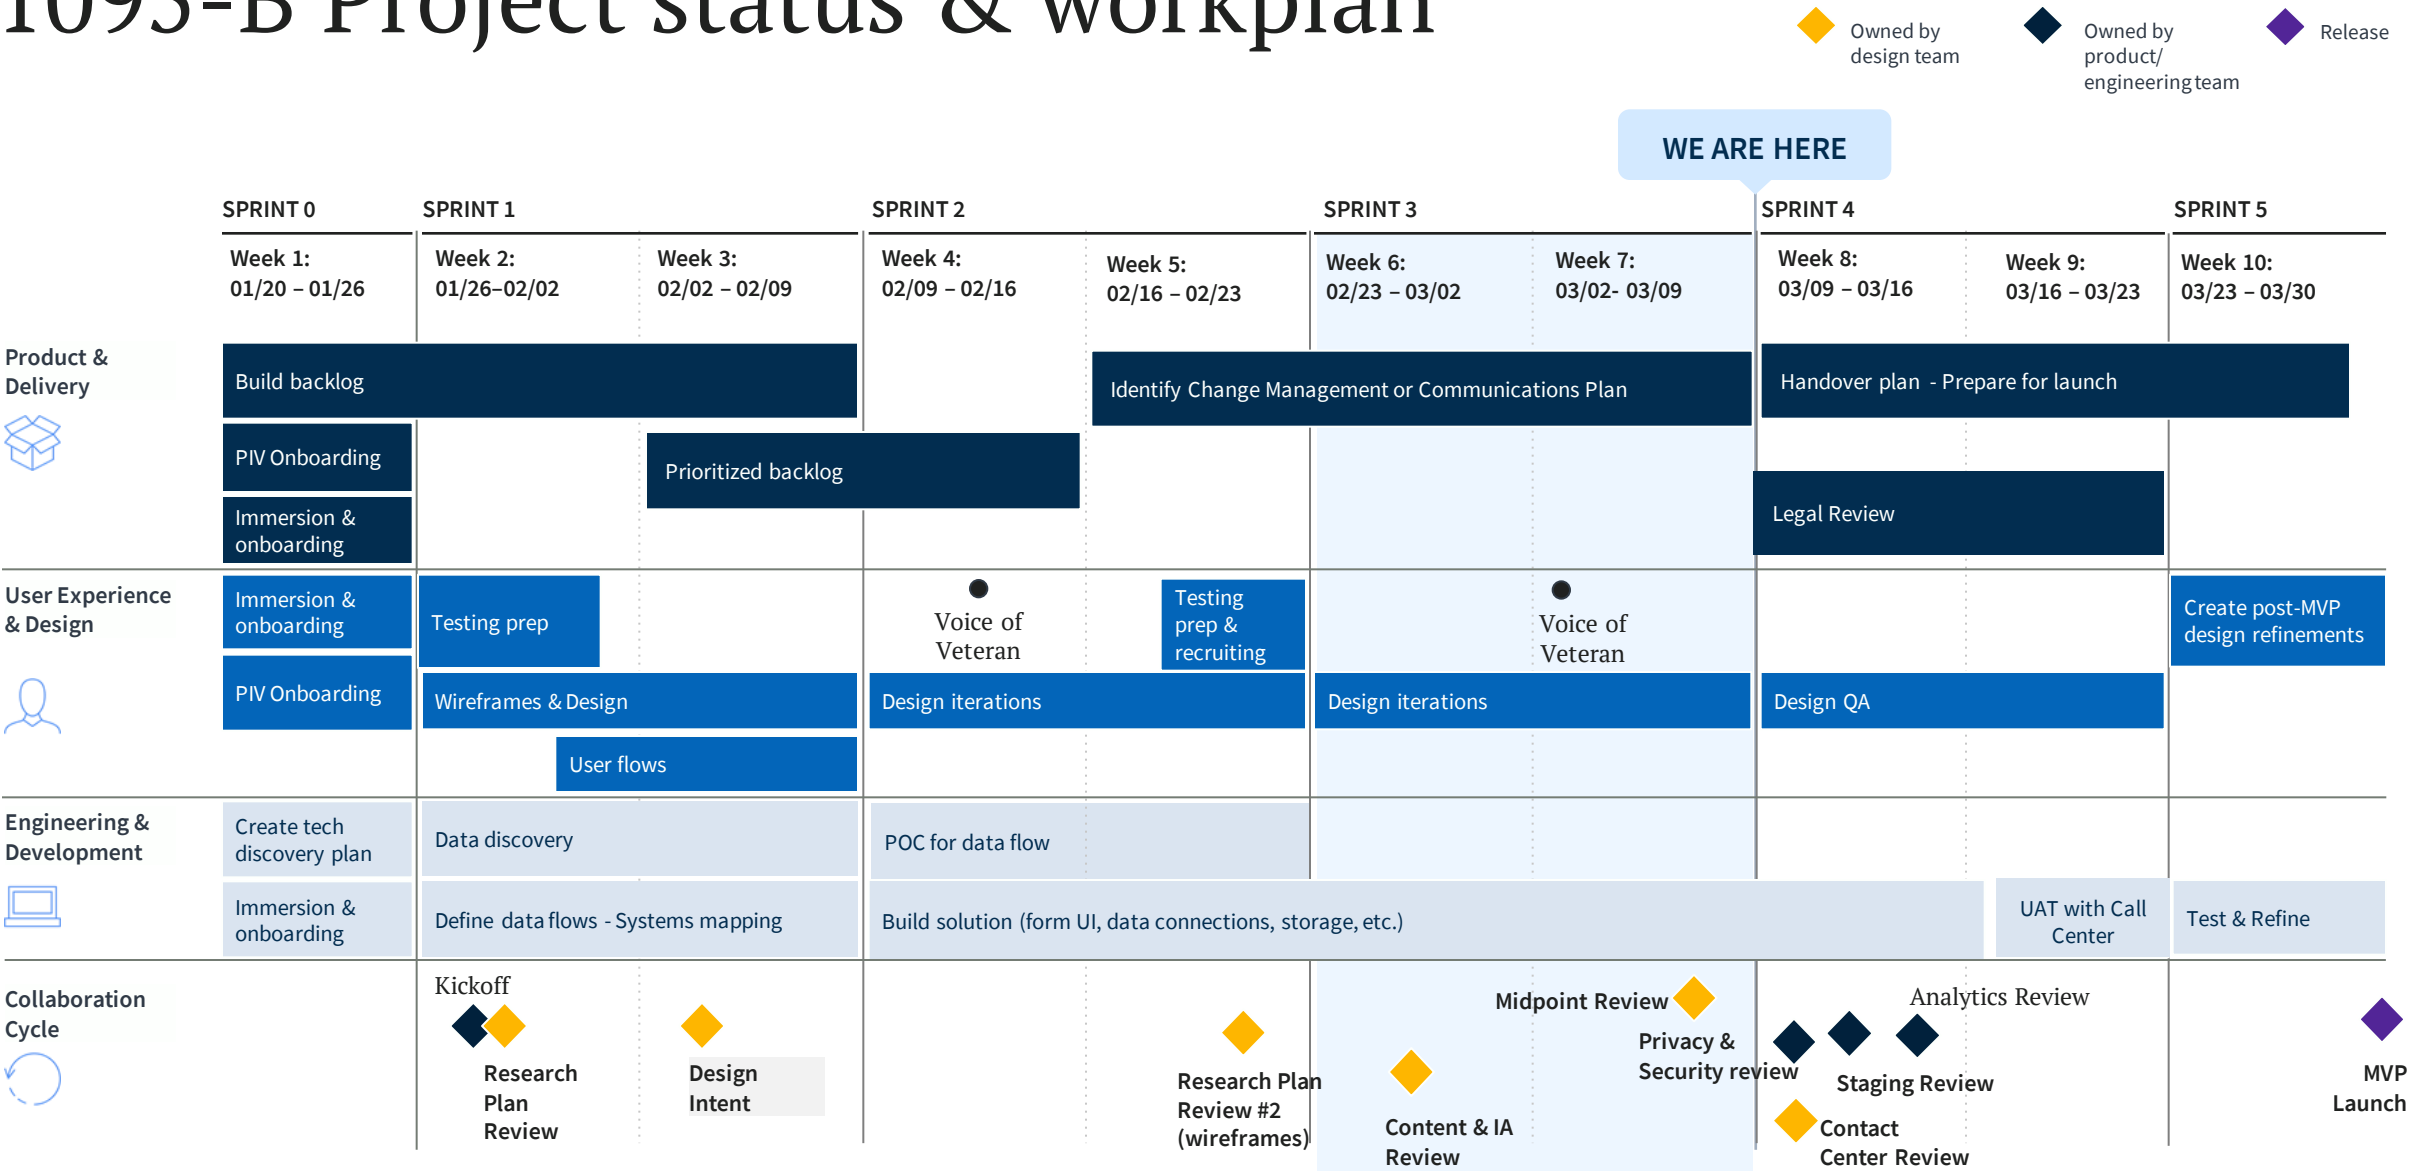 1095-B Project status & workplan
Owned by
design team
Owned by
product/
engineering team
Release
WE ARE HERE
SPRINT 0
SPRINT 1
SPRINT 2
SPRINT 3
SPRINT 4
SPRINT 5
Week 1:
01/20 – 01/26
Week 2:
01/26–02/02
Week 3:
02/02 – 02/09
Week 4:
02/09 – 02/16
Week 5:
02/16 – 02/23
Week 6:
02/23 – 03/02
Week 7:
03/02- 03/09
Week 8:
03/09 – 03/16
Week 9:
03/16 – 03/23
Week 10:
03/23 – 03/30
Product &
Delivery
Build backlog
Identify Change Management or Communications Plan
Handover plan - Prepare for launch
PIV Onboarding
Prioritized backlog
Immersion &
onboarding
Legal Review
User Experience
& Design
Immersion &
onboarding
Testing prep
Voice of
Veteran
Testing
prep &
recruiting
Voice of
Veteran
Create post-MVP
design refinements
PIV Onboarding
Wireframes & Design
Design iterations
Design iterations
Design QA
User flows
Engineering &
Development
Create tech
discovery plan
Data discovery
POC for data flow
Immersion &
onboarding
Define data flows - Systems mapping
Build solution (form UI, data connections, storage, etc.)
UAT with Call
Center
Test & Refine
Collaboration
Cycle
Kickoff
Research
Plan
Review
Design
Intent
Research Plan
Review #2
(wireframes)
Content & IA
Review
Midpoint Review
Privacy &
Security review
Analytics Review
Staging Review
Contact
Center Review
MVP
Launch